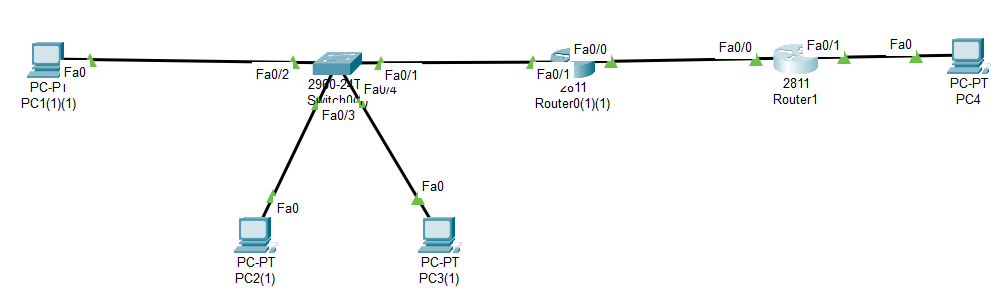 Fa0
PC-PT
PC1(1)(1)
Fa0/2
Fa0/1
2960-24T
Fa0/4
Fa0/3
Fa0
PC-PT
PC2(1)
Fa0
PC-PT
PC3(1)
Fa0/0
Fa0/1
2811
Router0(1)(1)
Fa0/0
Fa0/1
2811
Router1
Fa0
PC-PT
PC4